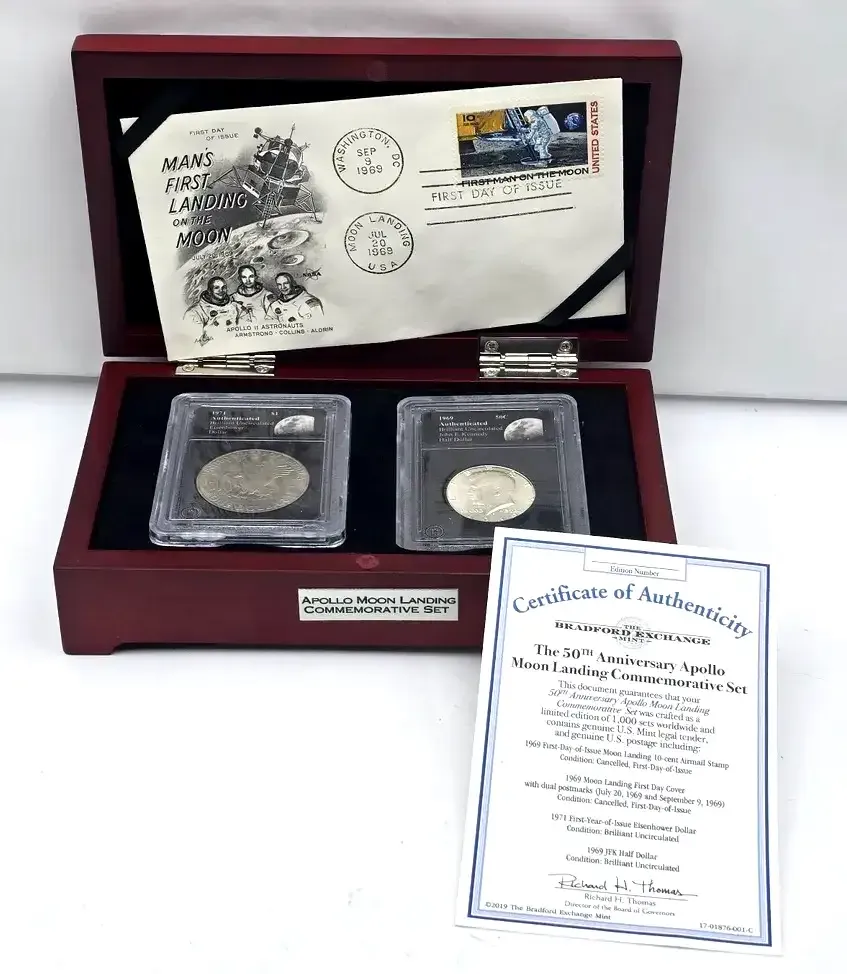 FIRST DAY
OF ISSUE
MAN'S
FIRST
LANDING
ON THE
MOON
NASA
APOLLO 11 ASTRONAUTS
ARMSTRONG · COLLINS · ALDRIN
WASHINGTON, DC
SEP
9
1969
MOON LANDING
JUL
20
1969
USA
10
UNITED STATES
FIRST MAN ON THE MOON
FIRST DAY OF ISSUE
1971 $1
Authenticated
Brilliant Uncirculated
Eisenhower
Dollar
1969 50C
Authenticated
Brilliant Uncirculated
John F. Kennedy
Half Dollar
APOLLO MOON LANDING
COMMEMORATIVE SET
Edition Number
Certificate of Authenticity
THE
BRADFORD EXCHANGE
MINT
The 50TH Anniversary Apollo
Moon Landing Commemorative Set
This document guarantees that your
50TH Anniversary Apollo Moon Landing
Commemorative Set was crafted as a
limited edition of 1,000 sets worldwide and
contains genuine U.S. Mint legal tender,
and genuine U.S. postage including:
1969 First-Day-of-Issue Moon Landing 10-cent Airmail Stamp
Condition: Cancelled, First-Day-of-Issue
1969 Moon Landing First Day Cover
with dual postmarks (July 20, 1969 and September 9, 1969)
Condition: Cancelled, First-Day-of-Issue
1971 First-Year-of-Issue Eisenhower Dollar
Condition: Brilliant Uncirculated
1969 JFK Half Dollar
Condition: Brilliant Uncirculated
Richard H. Thomas
Richard H. Thomas
Director of the Board of Governors
©2019 The Bradford Exchange Mint
17-01876-001-C